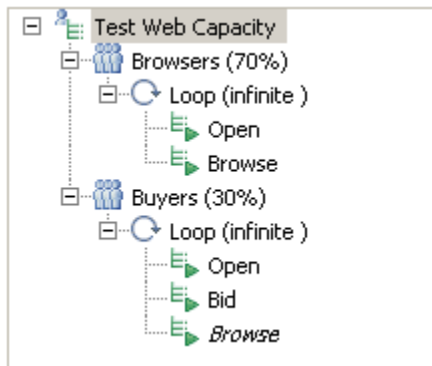 Test Web Capacity
Browsers (70%)
Loop (infinite )
Open
Browse
Buyers (30%)
Loop (infinite )
Open
Bid
Browse